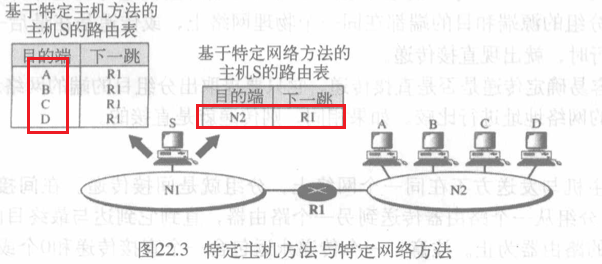 基于特定主机方法的
主机S的路由表
目的端 下一跳
R1
R1
C R1
D R1
基于特定网络方法的
主机S的路由表
目的端 下一跳
N2 R1
S
A B C D
N1
R1
N2
图22.3 特定主机方法与特定网络方法